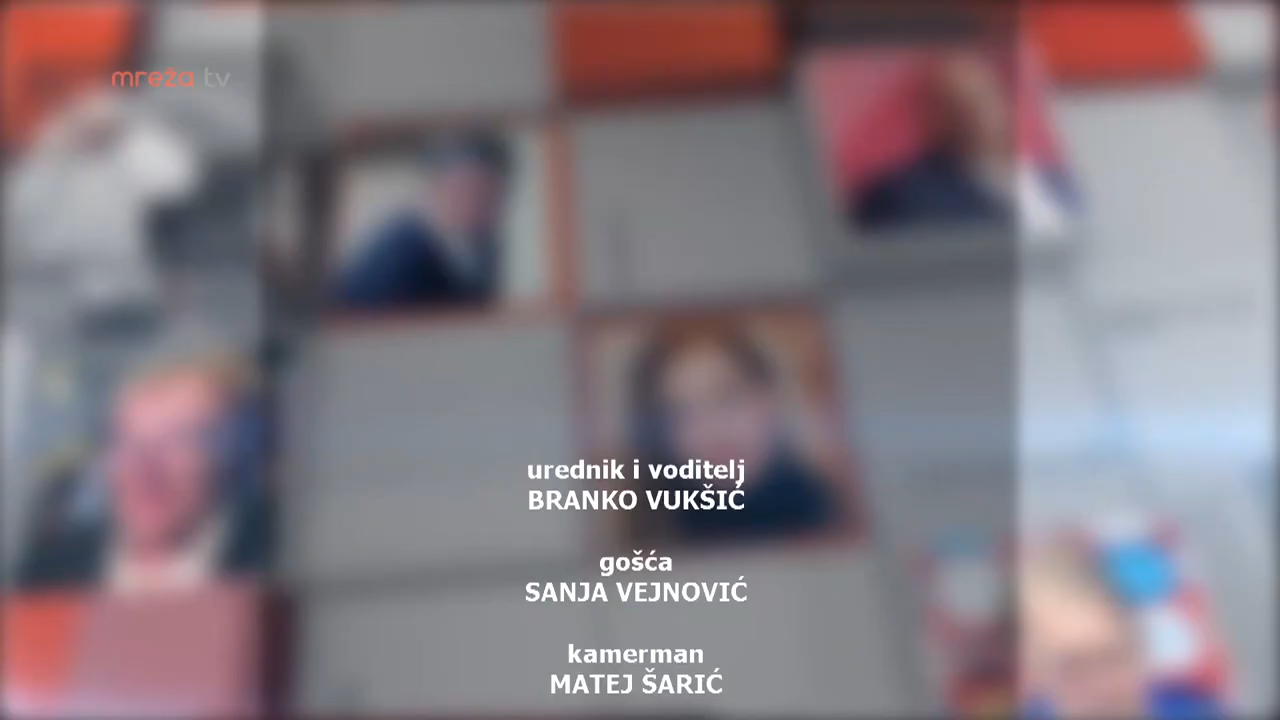 mreža tv
urednik i voditelj
BRANKO VUKŠIĆ
gošća
SANJA VEJNOVIĆ
kamerman
MATEJ ŠARIĆ